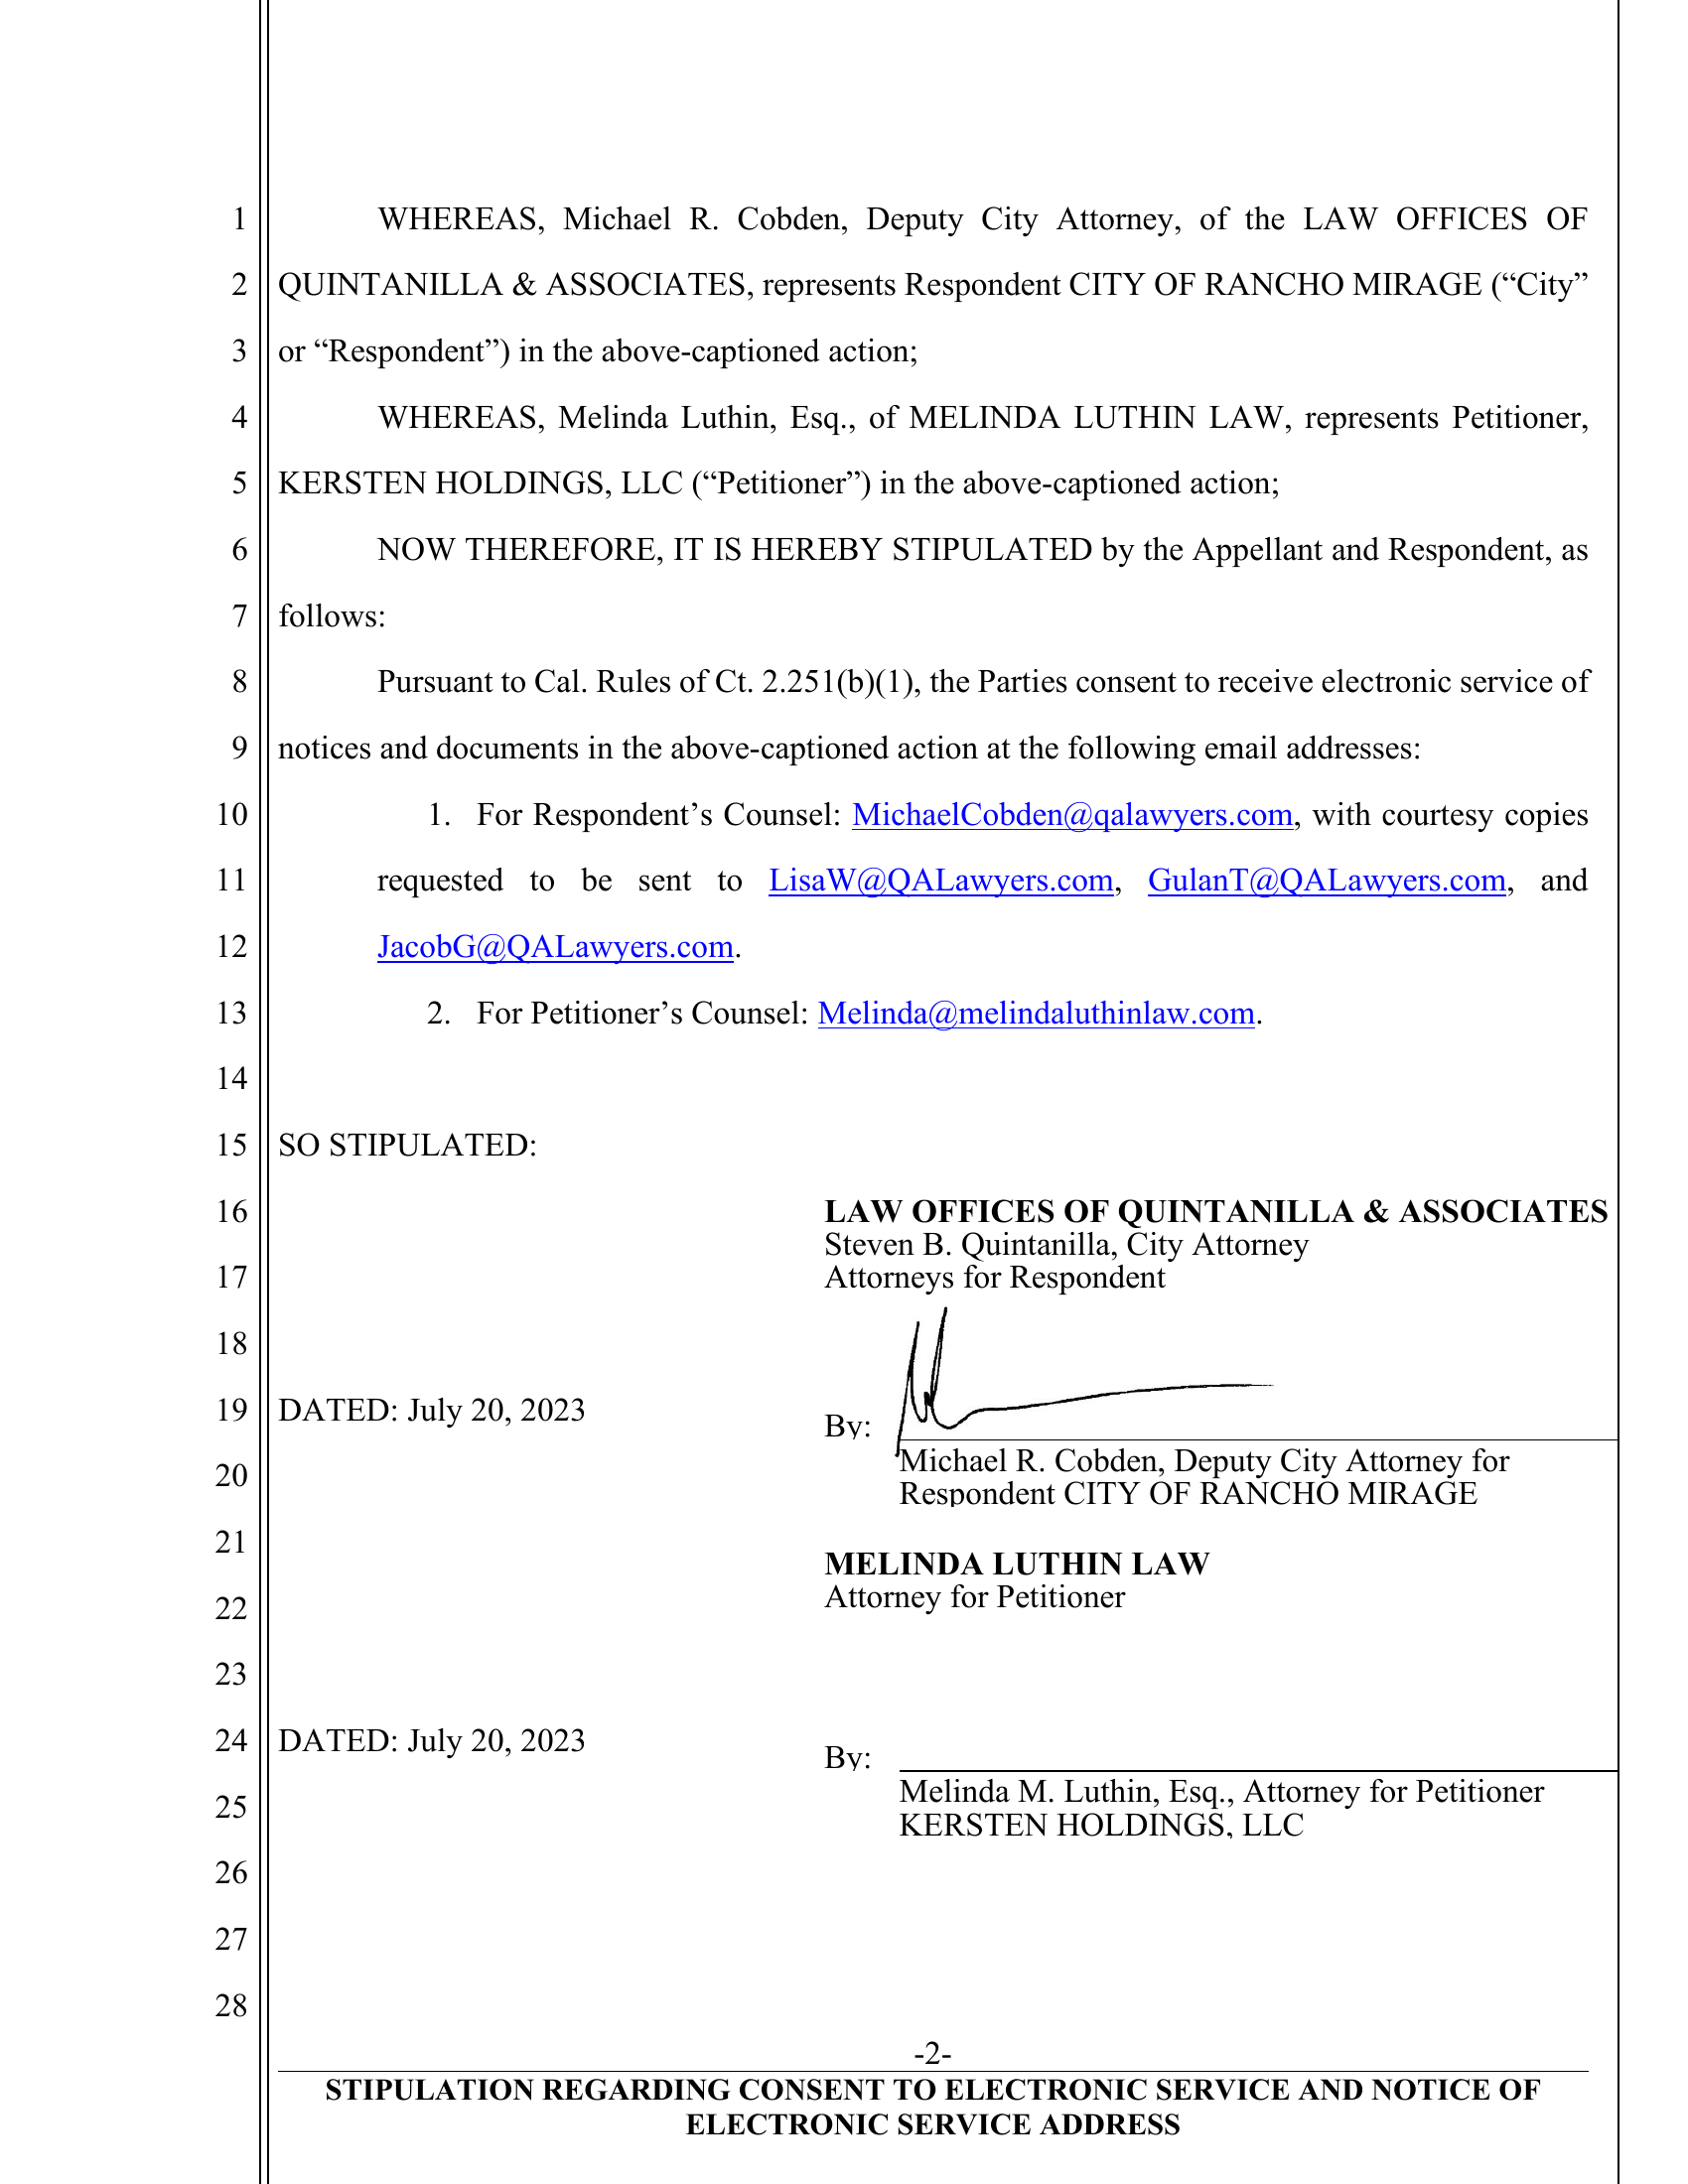 1 WHEREAS, Michael R. Cobden, Deputy City Attorney, of the LAW OFFICES OF
2 QUINTANILLA & ASSOCIATES, represents Respondent CITY OF RANCHO MIRAGE (“City”
3 or “Respondent”) in the above-captioned action;
4 WHEREAS, Melinda Luthin, Esq., of MELINDA LUTHIN LAW, represents Petitioner,
5 KERSTEN HOLDINGS, LLC (“Petitioner”) in the above-captioned action;
6 NOW THEREFORE, IT IS HEREBY STIPULATED by the Appellant and Respondent, as
7 follows:
8 Pursuant to Cal. Rules of Ct. 2.251(b)(1), the Parties consent to receive electronic service of
9 notices and documents in the above-captioned action at the following email addresses:
10 1. For Respondent’s Counsel: MichaelCobden@qalawyers.com, with courtesy copies
11 requested to be sent to LisaW@QALawyers.com, GulanT@QALawyers.com, and
12 JacobG@QALawyers.com.
13 2. For Petitioner’s Counsel: Melinda@melindaluthinlaw.com.
14
15 SO STIPULATED:
16 LAW OFFICES OF QUINTANILLA & ASSOCIATES
Steven B. Quintanilla, City Attorney
17 Attorneys for Respondent
18
19 DATED: July 20, 2023 By:
Michael R. Cobden, Deputy City Attorney for
20 Respondent CITY OF RANCHO MIRAGE
21
MELINDA LUTHIN LAW
22 Attorney for Petitioner
23
24 DATED: July 20, 2023 By:
Melinda M. Luthin, Esq., Attorney for Petitioner
25 KERSTEN HOLDINGS, LLC
26
27
28
-2-
STIPULATION REGARDING CONSENT TO ELECTRONIC SERVICE AND NOTICE OF
ELECTRONIC SERVICE ADDRESS